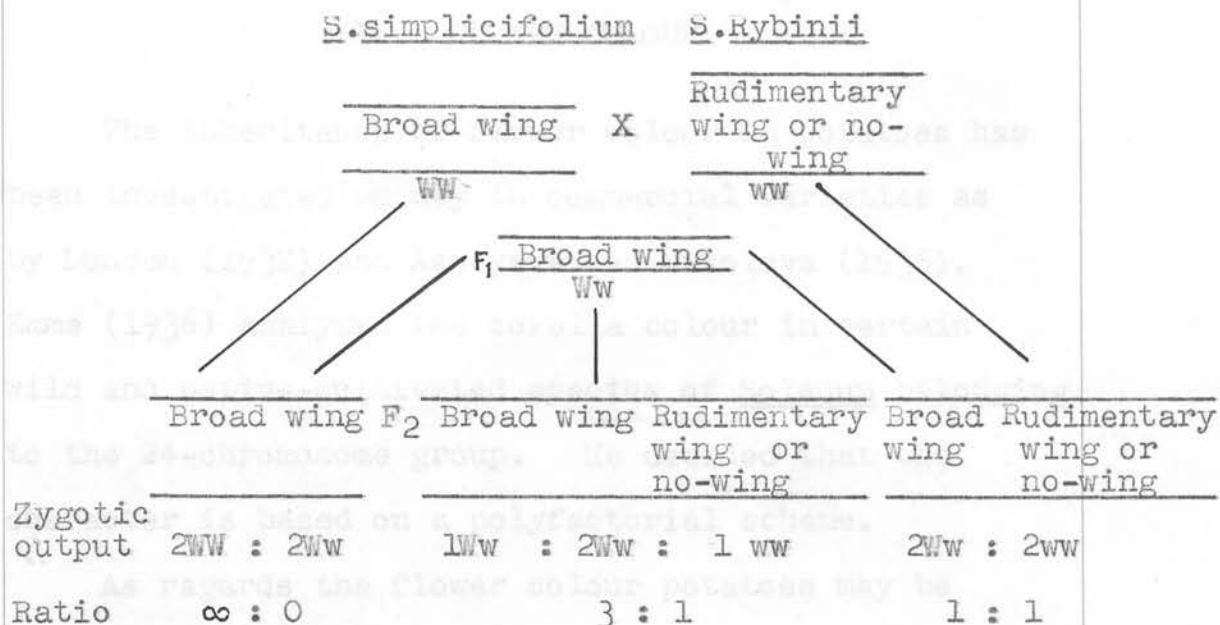 S.simplicifolium S.Rybinii
Rudimentary
Broad wing X wing or no-
wing
WW ww
F₁ Broad wing
Ww
Broad wing F₂ Broad wing Rudimentary Broad Rudimentary
wing or wing wing or
no-wing no-wing
Zygotic
output 2WW : 2Ww 1Ww : 2Ww : 1 ww 2Ww : 2ww
Ratio ∞ : 0 3 : 1 1 : 1